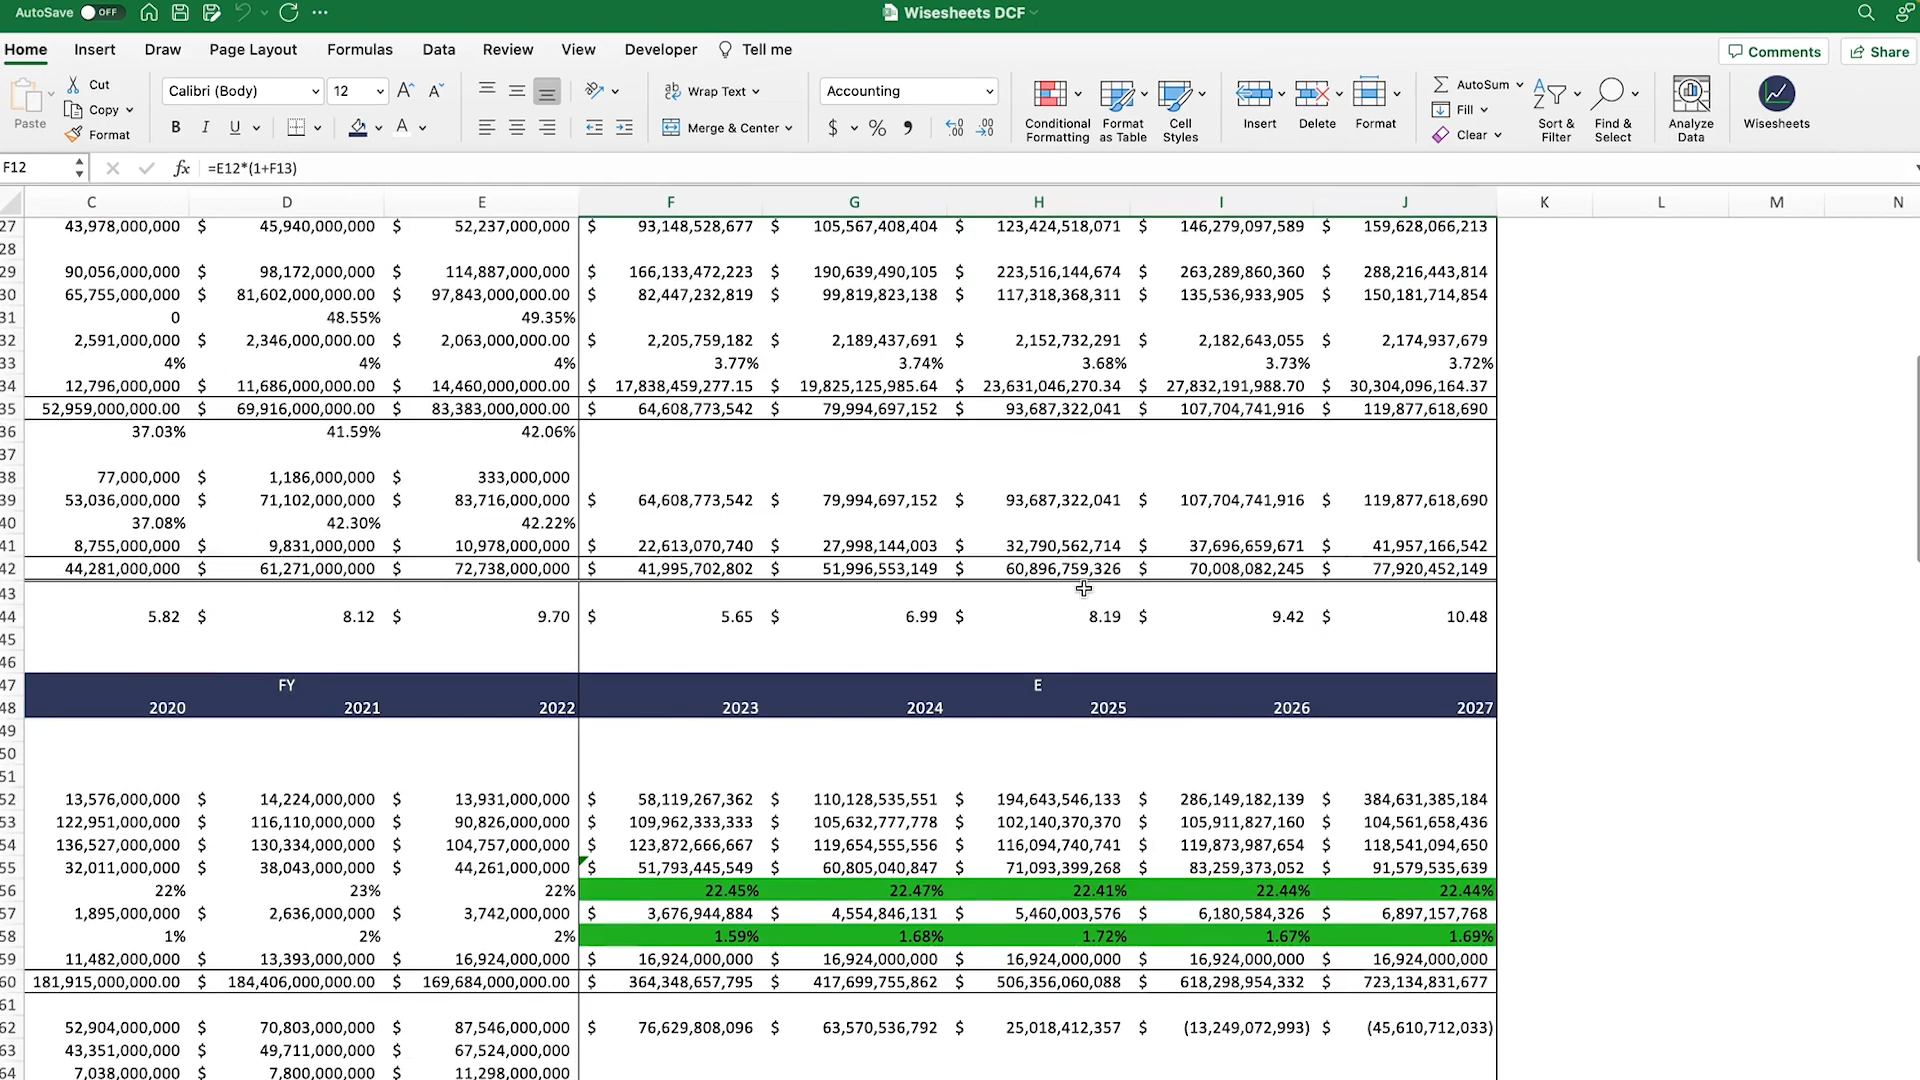 AutoSave OFF Wisesheets DCF
Home Insert Draw Page Layout Formulas Data Review View Developer Tell me Comments Share
Paste Cut Copy Format Calibri (Body) 12 A A Wrap Text Accounting Conditional Formatting Format as Table Cell Styles Insert Delete Format AutoSum Fill Clear Sort & Filter Find & Select Analyze Data Wisesheets
B I U A Merge & Center $ %
F12 fx =E12*(1+F13)
C D E F G H I J K L M N
27 43,978,000,000 $ 45,940,000,000 $ 52,237,000,000 $ 93,148,528,677 $ 105,567,408,404 $ 123,424,518,071 $ 146,279,097,589 $ 159,628,066,213
28
29 90,056,000,000 $ 98,172,000,000 $ 114,887,000,000 $ 166,133,472,223 $ 190,639,490,105 $ 223,516,144,674 $ 263,289,860,360 $ 288,216,443,814
30 65,755,000,000 $ 81,602,000,000.00 $ 97,843,000,000.00 $ 82,447,232,819 $ 99,819,823,138 $ 117,318,368,311 $ 135,536,933,905 $ 150,181,714,854
31 0 48.55% 49.35%
32 2,591,000,000 $ 2,346,000,000.00 $ 2,063,000,000.00 $ 2,205,759,182 $ 2,189,437,691 $ 2,152,732,291 $ 2,182,643,055 $ 2,174,937,679
33 4% 4% 4% 3.77% 3.74% 3.68% 3.73% 3.72%
34 12,796,000,000 $ 11,686,000,000.00 $ 14,460,000,000.00 $ 17,838,459,277.15 $ 19,825,125,985.64 $ 23,631,046,270.34 $ 27,832,191,988.70 $ 30,304,096,164.37
35 52,959,000,000.00 $ 69,916,000,000.00 $ 83,383,000,000.00 $ 64,608,773,542 $ 79,994,697,152 $ 93,687,322,041 $ 107,704,741,916 $ 119,877,618,690
36 37.03% 41.59% 42.06%
37
38 77,000,000 $ 1,186,000,000 $ 333,000,000
39 53,036,000,000 $ 71,102,000,000 $ 83,716,000,000 $ 64,608,773,542 $ 79,994,697,152 $ 93,687,322,041 $ 107,704,741,916 $ 119,877,618,690
40 37.08% 42.30% 42.22%
41 8,755,000,000 $ 9,831,000,000 $ 10,978,000,000 $ 22,613,070,740 $ 27,998,144,003 $ 32,790,562,714 $ 37,696,659,671 $ 41,957,166,542
42 44,281,000,000 $ 61,271,000,000 $ 72,738,000,000 $ 41,995,702,802 $ 51,996,553,149 $ 60,896,759,326 $ 70,008,082,245 $ 77,920,452,149
43
44 5.82 $ 8.12 $ 9.70 $ 5.65 $ 6.99 $ 8.19 $ 9.42 $ 10.48
45
46
47 FY E
48 2020 2021 2022 2023 2024 2025 2026 2027
49
50
51
52 13,576,000,000 $ 14,224,000,000 $ 13,931,000,000 $ 58,119,267,362 $ 110,128,535,551 $ 194,643,546,133 $ 286,149,182,139 $ 384,631,385,184
53 122,951,000,000 $ 116,110,000,000 $ 90,826,000,000 $ 109,962,333,333 $ 105,632,777,778 $ 102,140,370,370 $ 105,911,827,160 $ 104,561,658,436
54 136,527,000,000 $ 130,334,000,000 $ 104,757,000,000 $ 123,872,666,667 $ 119,654,555,556 $ 116,094,740,741 $ 119,873,987,654 $ 118,541,094,650
55 32,011,000,000 $ 38,043,000,000 $ 44,261,000,000 $ 51,793,445,549 $ 60,805,040,847 $ 71,093,399,268 $ 83,259,373,052 $ 91,579,535,639
56 22% 23% 22% 22.45% 22.47% 22.41% 22.44% 22.44%
57 1,895,000,000 $ 2,636,000,000 $ 3,742,000,000 $ 3,676,944,884 $ 4,554,846,131 $ 5,460,003,576 $ 6,180,584,326 $ 6,897,157,768
58 1% 2% 2% 1.59% 1.68% 1.72% 1.67% 1.69%
59 11,482,000,000 $ 13,393,000,000 $ 16,924,000,000 $ 16,924,000,000 $ 16,924,000,000 $ 16,924,000,000 $ 16,924,000,000 $ 16,924,000,000
60 181,915,000,000.00 $ 184,406,000,000.00 $ 169,684,000,000.00 $ 364,348,657,795 $ 417,699,755,862 $ 506,356,060,088 $ 618,298,954,332 $ 723,134,831,677
61
62 52,904,000,000 $ 70,803,000,000 $ 87,546,000,000 $ 76,629,808,096 $ 63,570,536,792 $ 25,018,412,357 $ (13,249,072,993) $ (45,610,712,033)
63 43,351,000,000 $ 49,711,000,000 $ 67,524,000,000
64 7,038,000,000 $ 7,800,000,000 $ 11,298,000,000